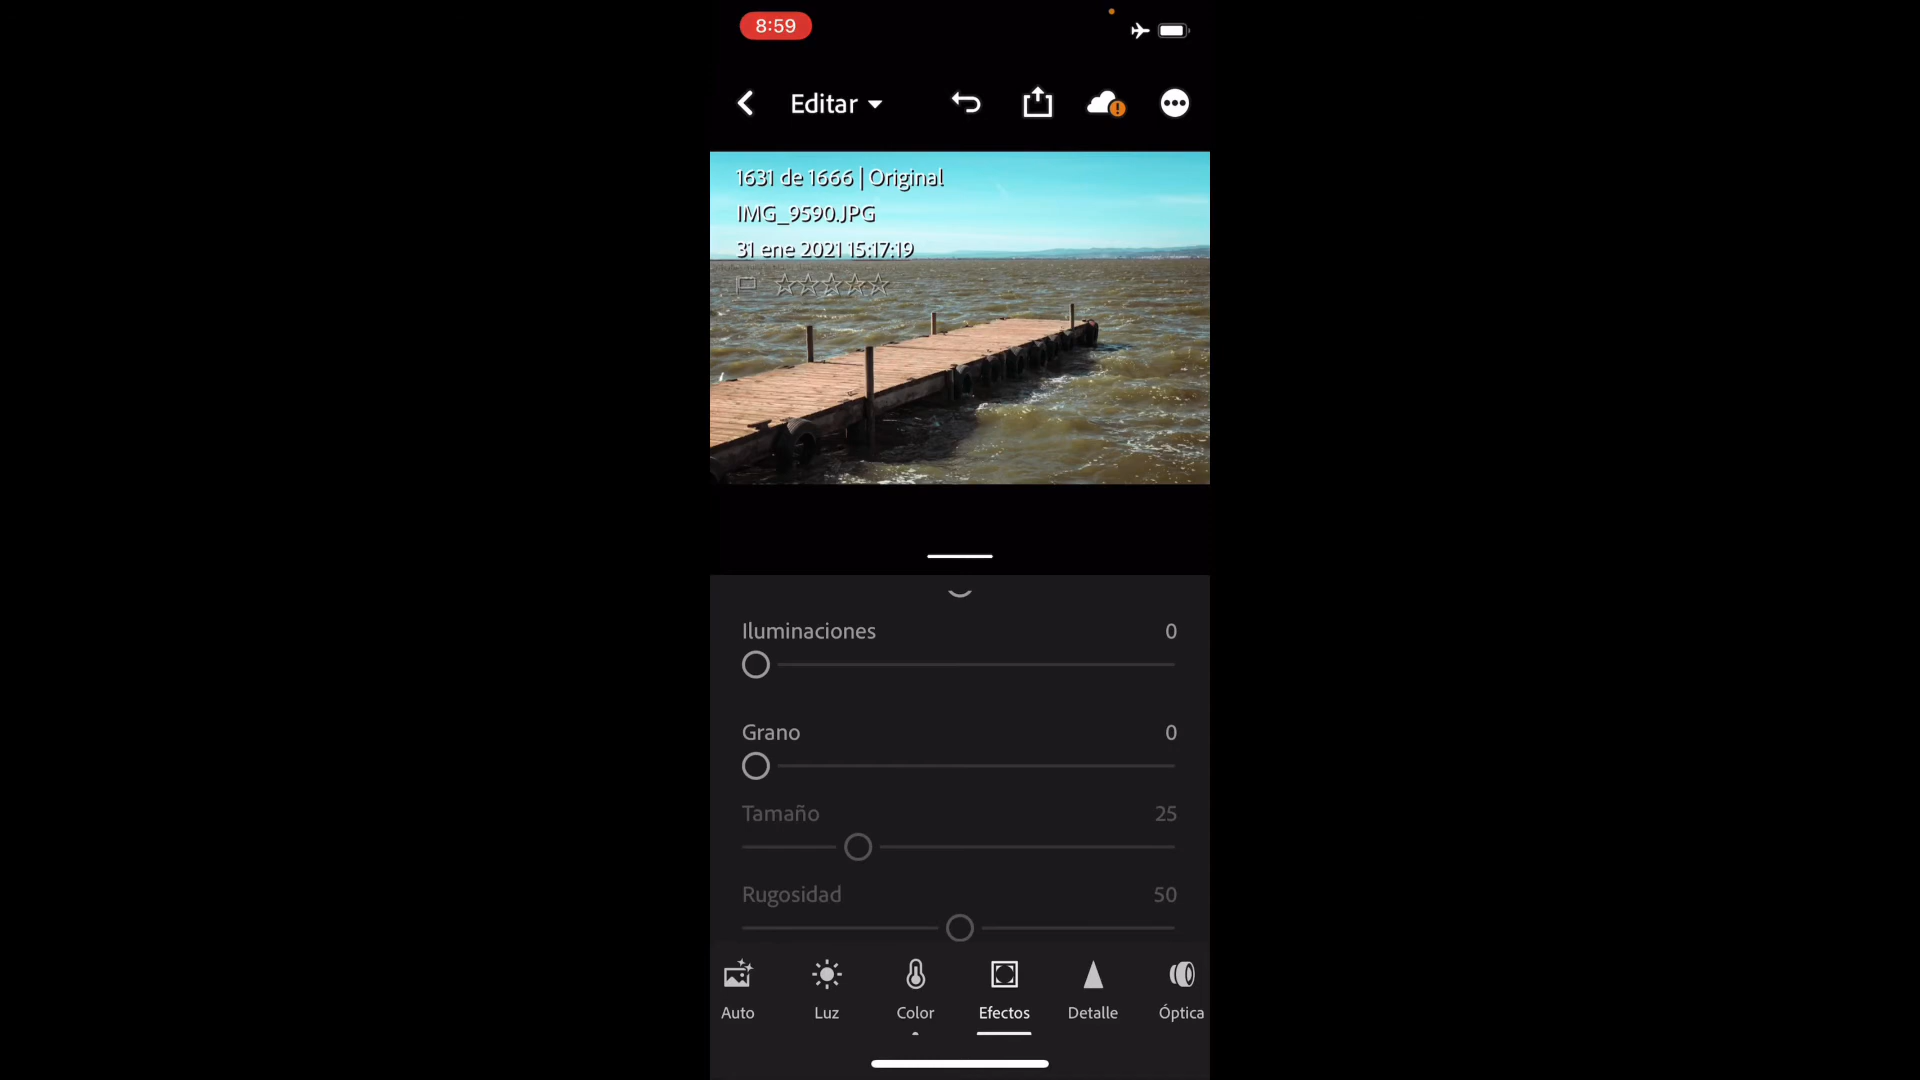 8:59
Editar
1631 de 1666 | Original
IMG_9590.JPG
31 ene 2021 15:17:19
Iluminaciones 0
Grano 0
Tamaño 25
Rugosidad 50
Auto Luz Color Efectos Detalle Óptica